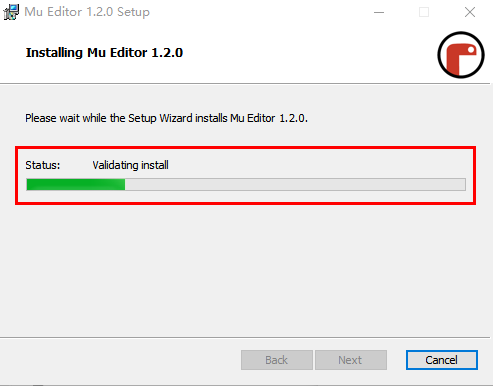 Mu Editor 1.2.0 Setup
Installing Mu Editor 1.2.0
Please wait while the Setup Wizard installs Mu Editor 1.2.0.
Status: Validating install
Back Next Cancel